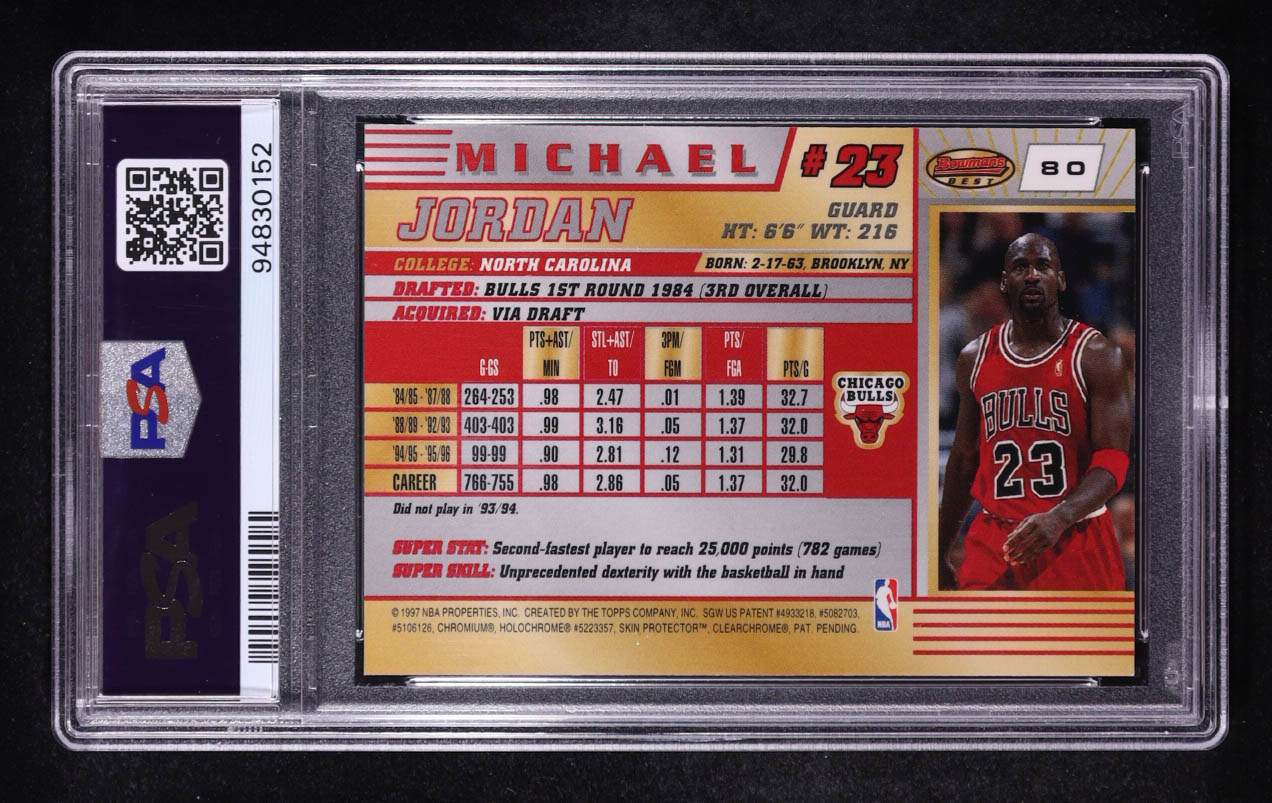 94830152
PSA
PSA
MICHAEL
JORDAN
#23
GUARD
HT: 6'6" WT: 216
Bowmans
BEST
80
COLLEGE: NORTH CAROLINA
BORN: 2-17-63, BROOKLYN, NY
DRAFTED: BULLS 1ST ROUND 1984 (3RD OVERALL)
ACQUIRED: VIA DRAFT
G-GS PTS+AST/ MIN STL+AST/ TO 3PM/ FGM PTS/ FGA PTS/G
'84/85 - '87/88 264-253 .98 2.47 .01 1.39 32.7
'88/89 - '92/93 403-403 .99 3.16 .05 1.37 32.0
'94/95 - '95/96 99-99 .90 2.81 .12 1.31 29.8
CAREER 766-755 .98 2.86 .05 1.37 32.0
CHICAGO
BULLS
Did not play in '93/94.
SUPER STAT: Second-fastest player to reach 25,000 points (782 games)
SUPER SKILL: Unprecedented dexterity with the basketball in hand
© 1997 NBA PROPERTIES, INC. CREATED BY THE TOPPS COMPANY, INC. SGW US PATENT #4933218, #5082703,
#5106126, CHROMIUM®, HOLOCHROME® #5223357, SKIN PROTECTOR™, CLEARCHROME®, PAT. PENDING.
NBA
BULLS
23
PSA